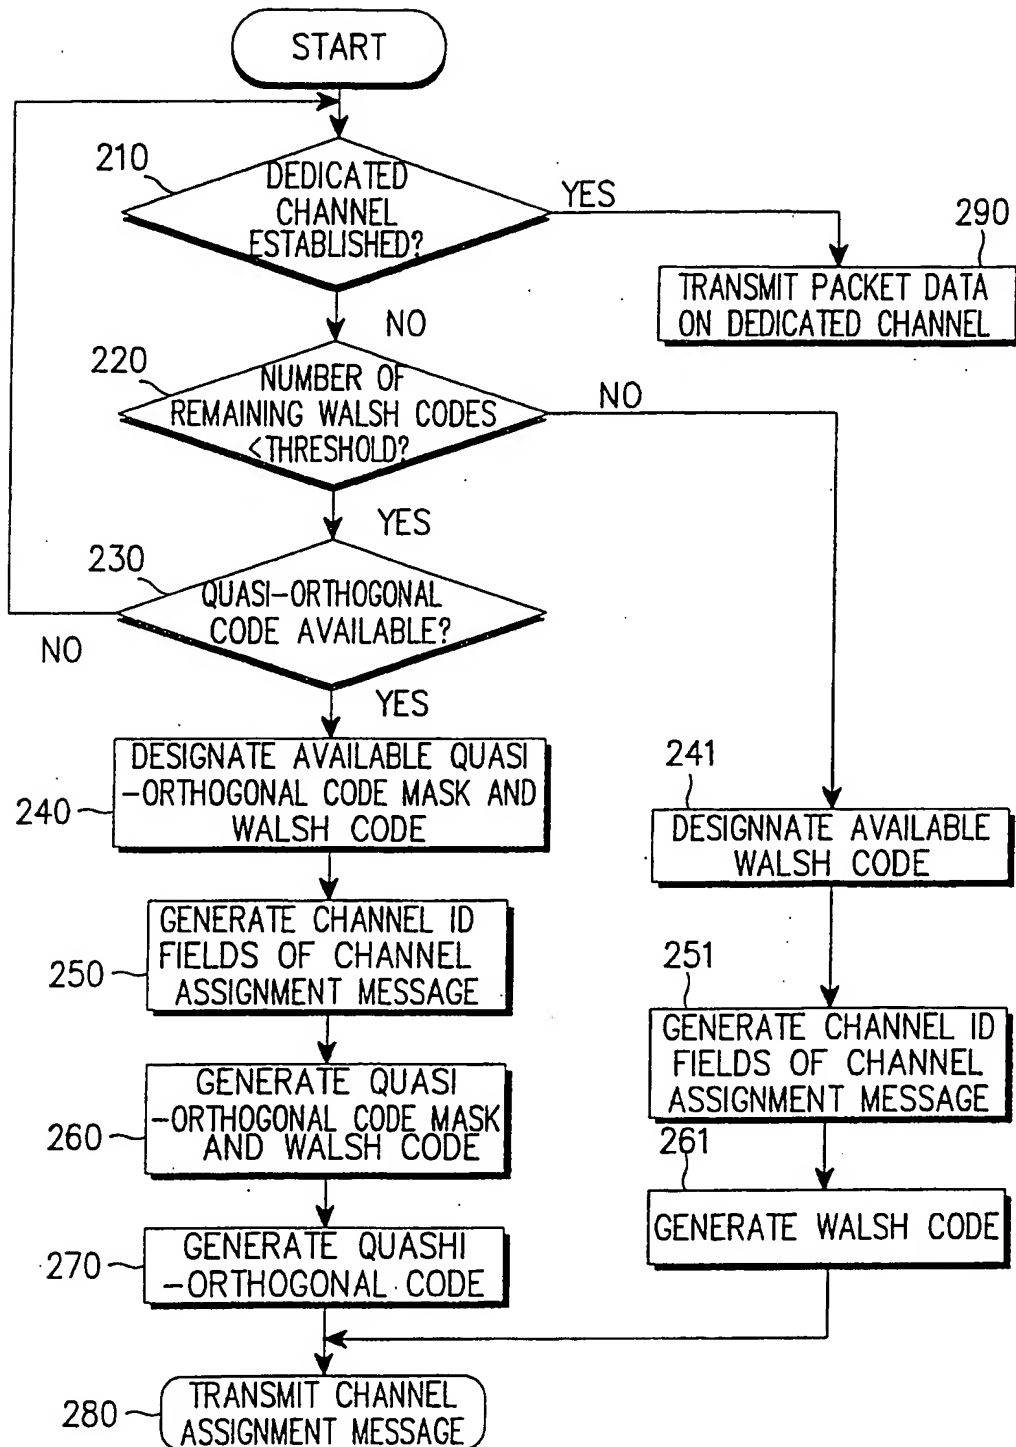 START
210
DEDICATED
CHANNEL
ESTABLISHED?
YES
290
TRANSMIT PACKET DATA
ON DEDICATED CHANNEL
NO
220
NUMBER OF
REMAINING WALSH CODES
<THRESHOLD?
NO
YES
230
QUASI-ORTHOGONAL
CODE AVAILABLE?
NO
YES
240
DESIGNATE AVAILABLE QUASI
-ORTHOGONAL CODE MASK AND
WALSH CODE
241
DESIGNNATE AVAILABLE
WALSH CODE
250
GENERATE CHANNEL ID
FIELDS OF CHANNEL
ASSIGNMENT MESSAGE
251
GENERATE CHANNEL ID
FIELDS OF CHANNEL
ASSIGNMENT MESSAGE
260
GENERATE QUASI
-ORTHOGONAL CODE MASK
AND WALSH CODE
261
GENERATE WALSH CODE
270
GENERATE QUASHI
-ORTHOGONAL CODE
280
TRANSMIT CHANNEL
ASSIGNMENT MESSAGE